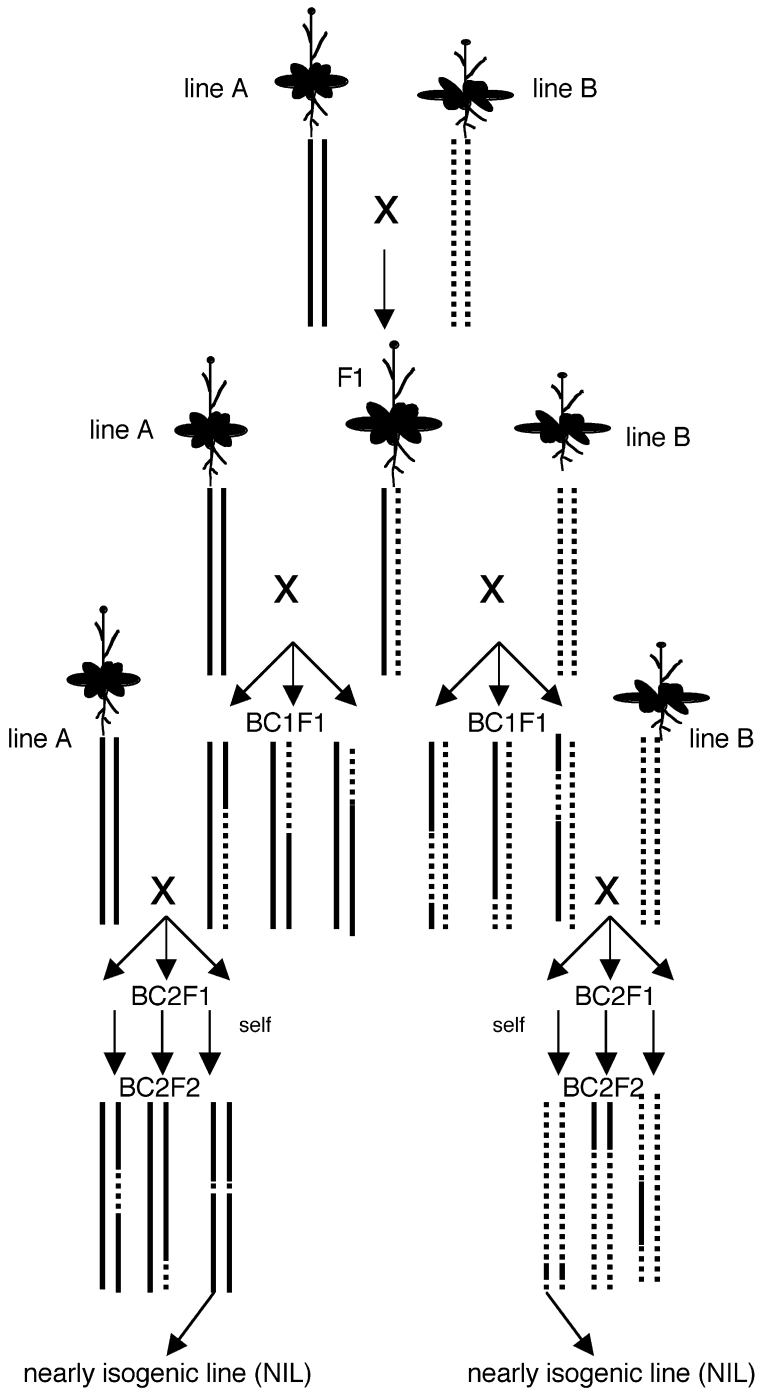 line A
line B
X
F1
line A
line B
X
X
line A
BC1F1
BC1F1
line B
X
X
BC2F1
BC2F1
self
self
BC2F2
BC2F2
nearly isogenic line (NIL)
nearly isogenic line (NIL)